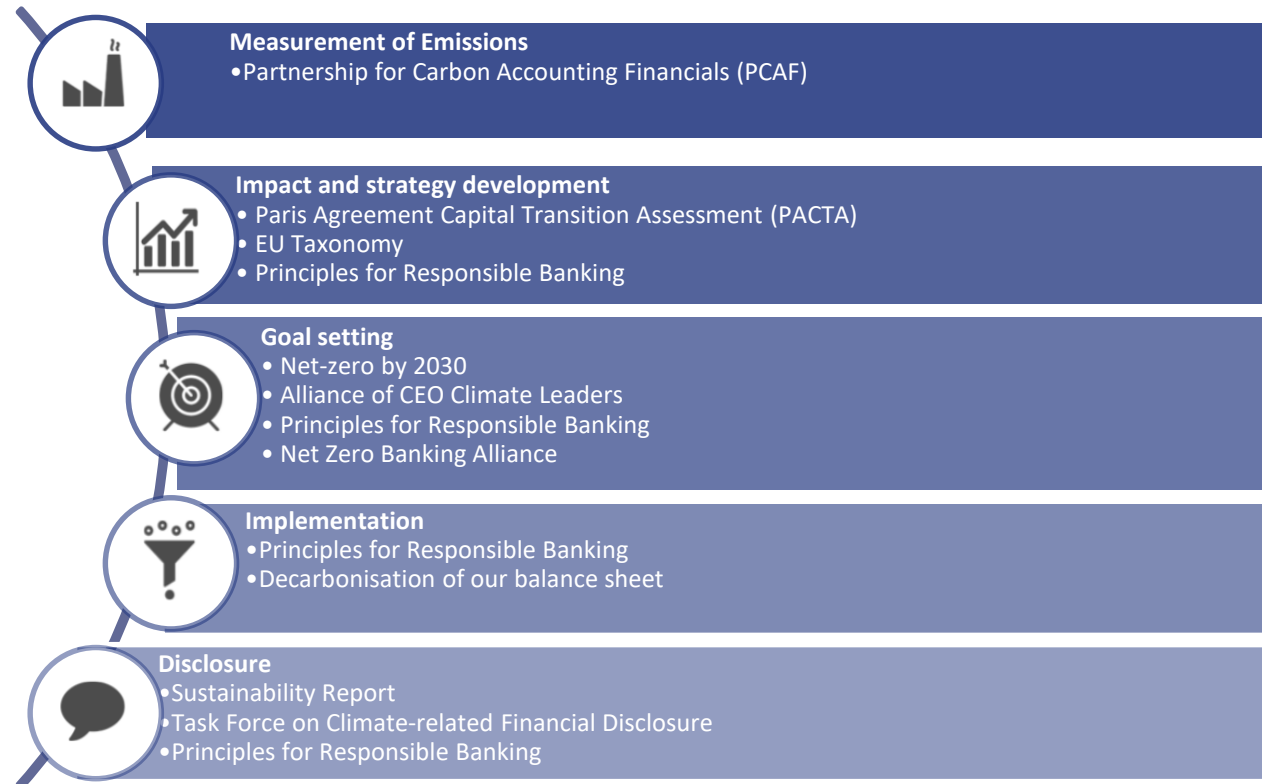 Measurement of Emissions
•Partnership for Carbon Accounting Financials (PCAF)
Impact and strategy development
• Paris Agreement Capital Transition Assessment (PACTA)
• EU Taxonomy
• Principles for Responsible Banking
Goal setting
• Net-zero by 2030
• Alliance of CEO Climate Leaders
• Principles for Responsible Banking
• Net Zero Banking Alliance
Implementation
•Principles for Responsible Banking
•Decarbonisation of our balance sheet
Disclosure
•Sustainability Report
•Task Force on Climate-related Financial Disclosure
•Principles for Responsible Banking